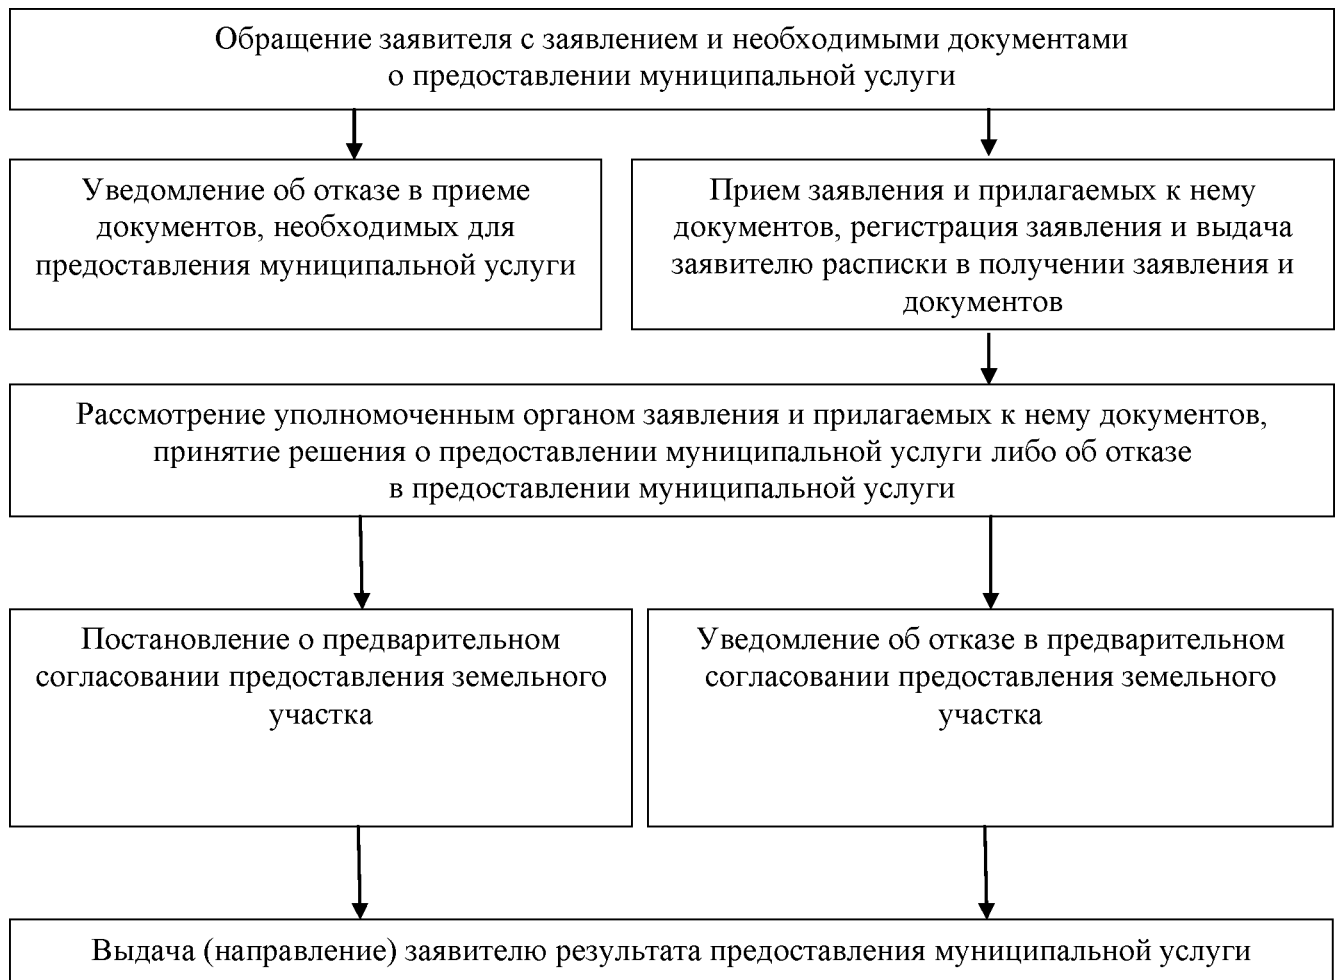 Обращение заявителя с заявлением и необходимыми документами
о предоставлении муниципальной услуги
Уведомление об отказе в приеме
документов, необходимых для
предоставления муниципальной услуги
Прием заявления и прилагаемых к нему
документов, регистрация заявления и выдача
заявителю расписки в получении заявления и
документов
Рассмотрение уполномоченным органом заявления и прилагаемых к нему документов,
принятие решения о предоставлении муниципальной услуги либо об отказе
в предоставлении муниципальной услуги
Постановление о предварительном
согласовании предоставления земельного
участка
Уведомление об отказе в предварительном
согласовании предоставления земельного
участка
Выдача (направление) заявителю результата предоставления муниципальной услуги